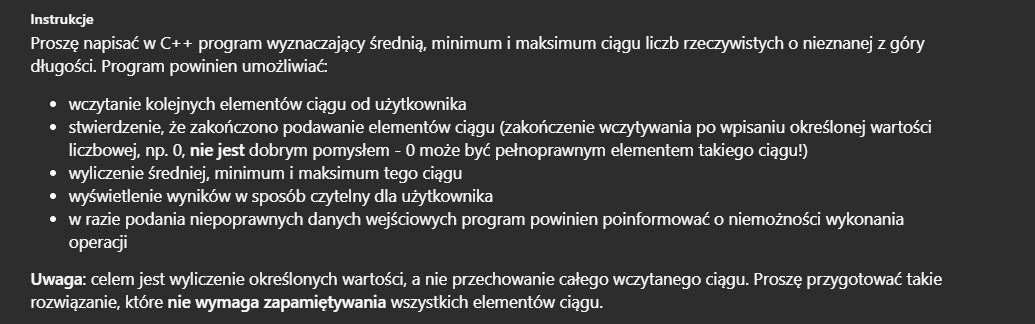 Instrukcje
Proszę napisać w C++ program wyznaczający średnią, minimum i maksimum ciągu liczb rzeczywistych o nieznanej z góry
długości. Program powinien umożliwiać:
• wczytanie kolejnych elementów ciągu od użytkownika
• stwierdzenie, że zakończono podawanie elementów ciągu (zakończenie wczytywania po wpisaniu określonej wartości
liczbowej, np. 0, nie jest dobrym pomysłem - 0 może być pełnoprawnym elementem takiego ciągu!)
• wyliczenie średniej, minimum i maksimum tego ciągu
• wyświetlenie wyników w sposób czytelny dla użytkownika
• w razie podania niepoprawnych danych wejściowych program powinien poinformować o niemożności wykonania
operacji
Uwaga: celem jest wyliczenie określonych wartości, a nie przechowanie całego wczytanego ciągu. Proszę przygotować takie
rozwiązanie, które nie wymaga zapamiętywania wszystkich elementów ciągu.